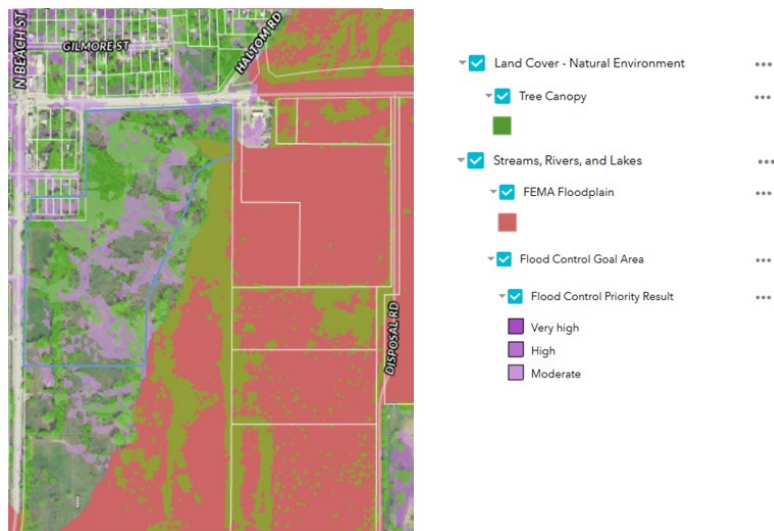 N BEACH ST
GILMORE ST
HALTOM RD
DISPOSAL RD
Land Cover - Natural Environment
Tree Canopy
Streams, Rivers, and Lakes
FEMA Floodplain
Flood Control Goal Area
Flood Control Priority Result
Very high
High
Moderate